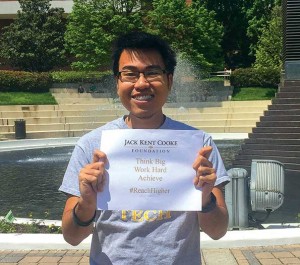 JACK KENT COOKE
FOUNDATION
Think Big
Work Hard
Achieve
#ReachHigher
TECH